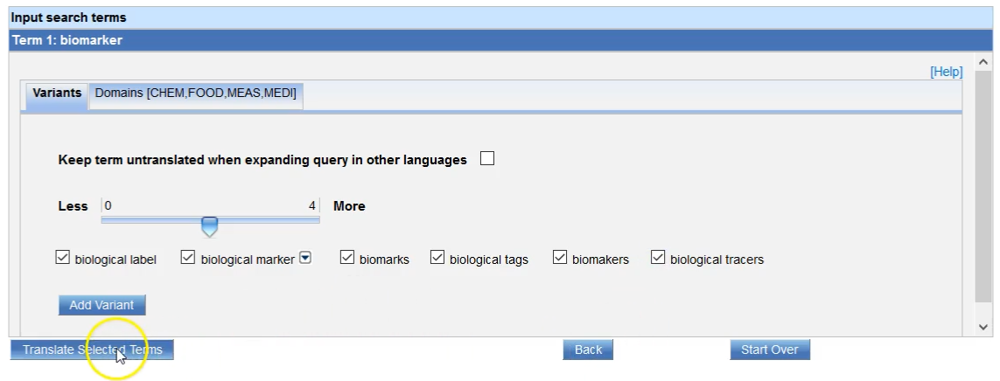 Input search terms
Term 1: biomarker
[Help]
Variants Domains [CHEM,FOOD,MEAS,MEDI]
Keep term untranslated when expanding query in other languages
Less 0 4 More
biological label biological marker biomarks biological tags biomakers biological tracers
Add Variant
Translate Selected Terms Back Start Over